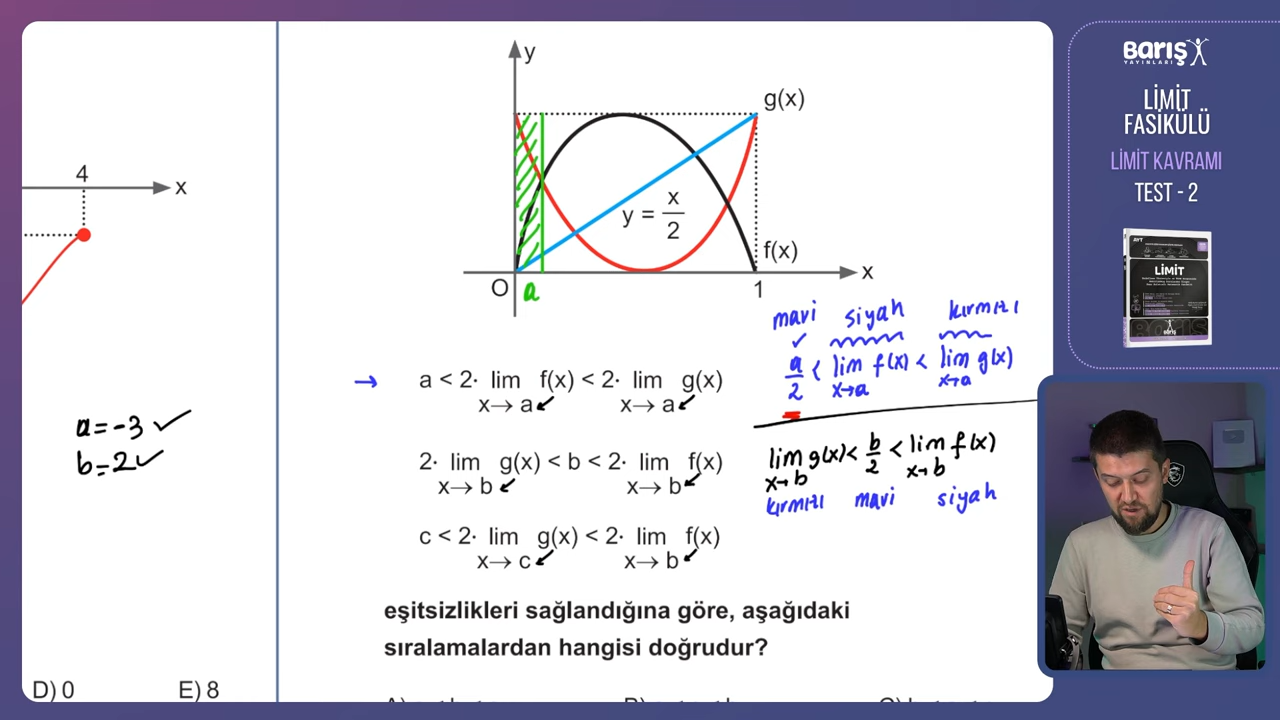 4
x
a=-3 ✓
b=2 ✓
D) 0 E) 8
y
g(x)
y = x/2
f(x)
O
a
1
x
mavi siyah kırmızı
a/2 < lim f(x) < lim g(x)
x→a x→a
→ a < 2· lim f(x) < 2· lim g(x)
x→ a x→ a
lim g(x) < b/2 < lim f(x)
x→b x→b
kırmızı mavi siyah
2· lim g(x) < b < 2· lim f(x)
x→ b x→ b
c < 2· lim g(x) < 2· lim f(x)
x→ c x→ b
eşitsizlikleri sağlandığına göre, aşağıdaki
sıralamalardan hangisi doğrudur?
BARIŞ
YAYINLARI
LİMİT
FASİKÜLÜ
LİMİT KAVRAMI
TEST - 2
AYT
LİMİT